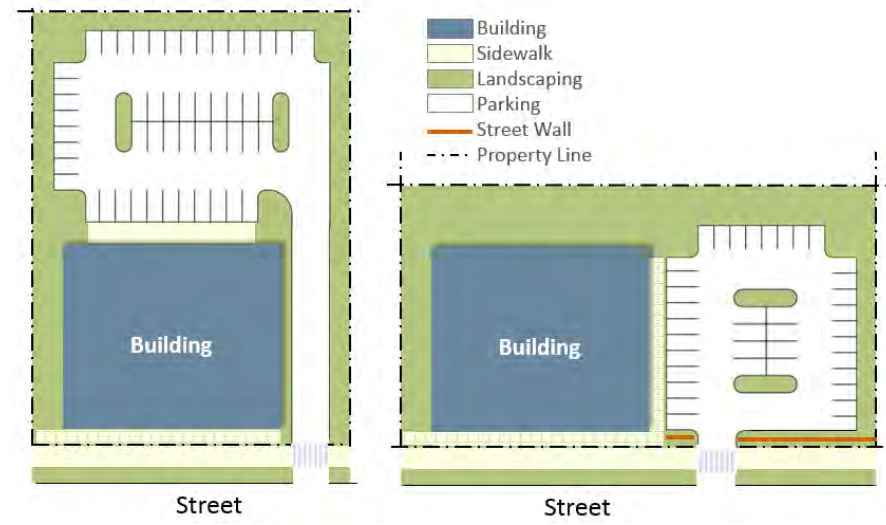 Building
Sidewalk
Landscaping
Parking
Street Wall
Property Line
Building
Building
Street
Street